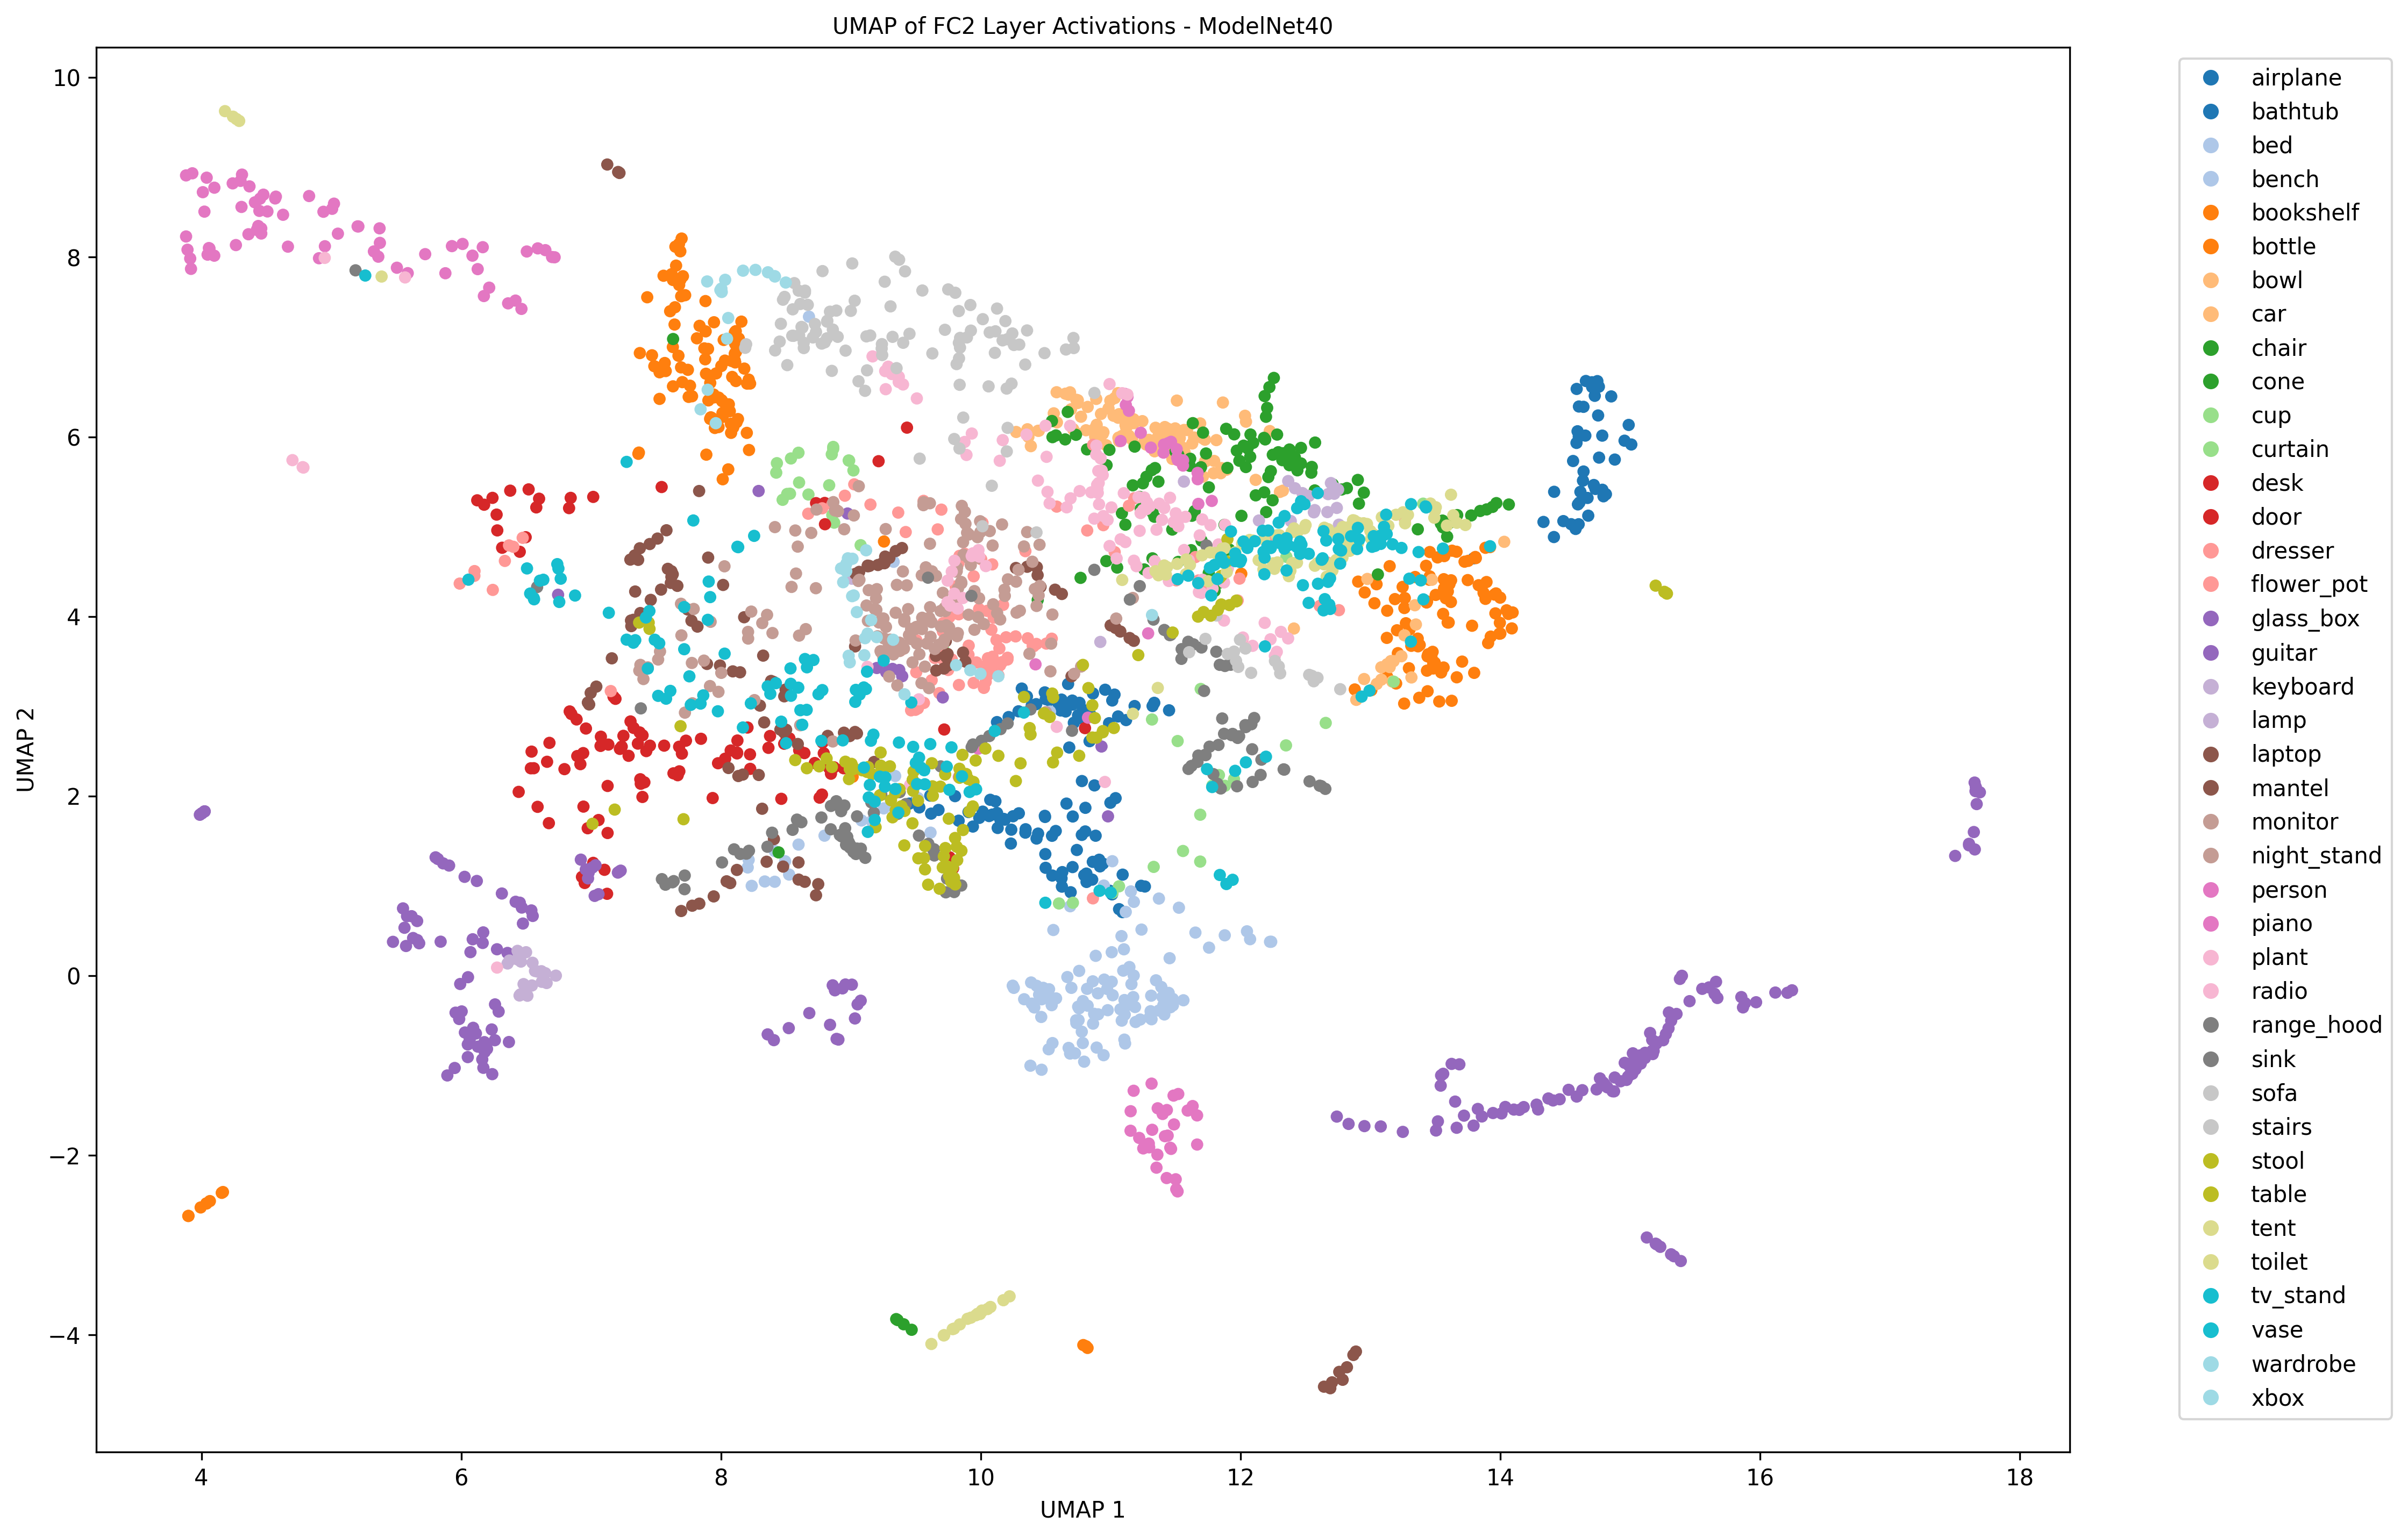 UMAP of FC2 Layer Activations - ModelNet40
10
8
6
4
2
0
−2
−4
UMAP 2
4
6
8
10
12
14
16
18
UMAP 1
airplane
bathtub
bed
bench
bookshelf
bottle
bowl
car
chair
cone
cup
curtain
desk
door
dresser
flower_pot
glass_box
guitar
keyboard
lamp
laptop
mantel
monitor
night_stand
person
piano
plant
radio
range_hood
sink
sofa
stairs
stool
table
tent
toilet
tv_stand
vase
wardrobe
xbox